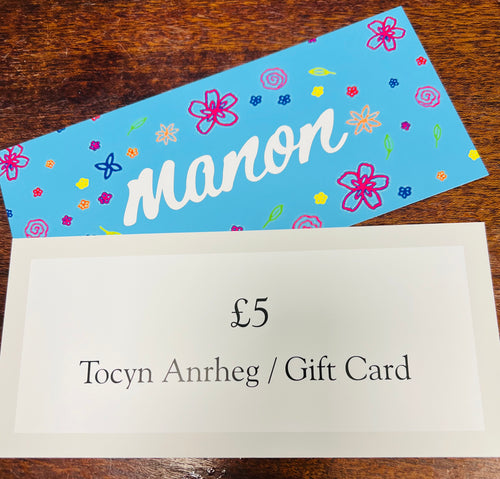 manon
£5
Tocyn Anrheg / Gift Card